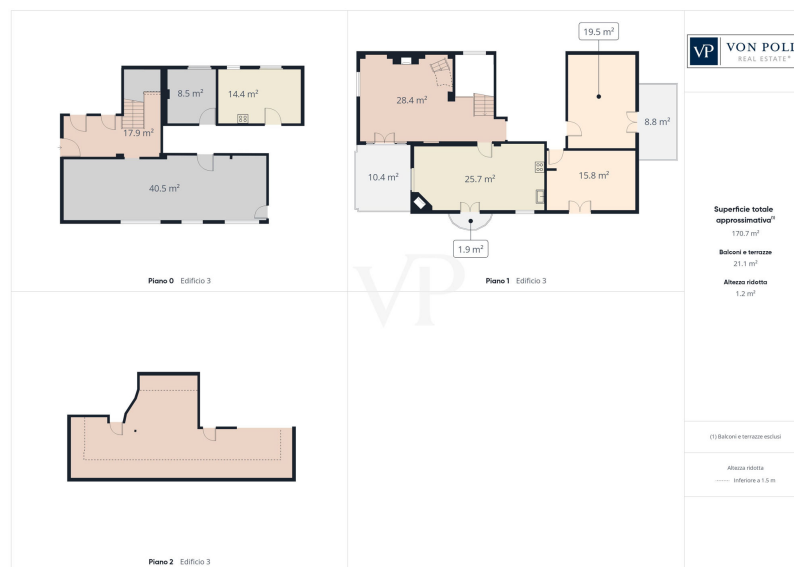 8.5 m²
14.4 m²
17.9 m²
40.5 m²
Piano 0 Edificio 3
19.5 m²
28.4 m²
8.8 m²
10.4 m²
25.7 m²
15.8 m²
1.9 m²
Piano 1 Edificio 3
VP
Piano 2 Edificio 3
VP VON POLL
REAL ESTATE®
Superficie totale
approssimativa⁽¹⁾
170.7 m²
Balconi e terrazze
21.1 m²
Altezza ridotta
1.2 m²
(1) Balconi e terrazze esclusi
Altezza ridotta
Inferiore a 1.5 m